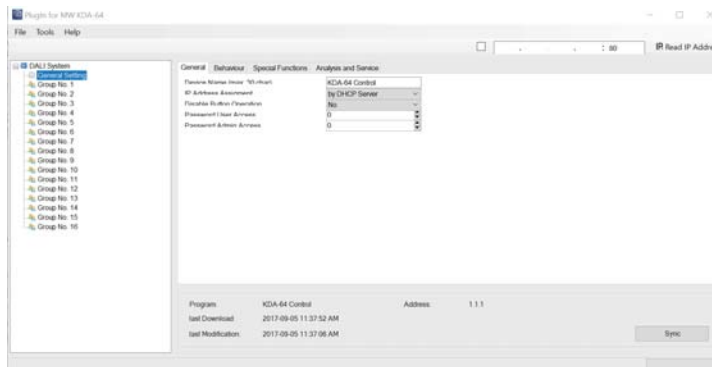 PlugIn for MW KDA-64
File Tools Help
: 80 IP Read IP Addre
DALI System
General Setting
Group No. 1
Group No. 2
Group No. 3
Group No. 4
Group No. 5
Group No. 6
Group No. 7
Group No. 8
Group No. 9
Group No. 10
Group No. 11
Group No. 12
Group No. 13
Group No. 14
Group No. 15
Group No. 16
General Behaviour Special Functions Analysis and Service
Device Name (max. 30 char) KDA-64 Control
IP Address Assigment by DHCP Server
Disable Button Operation No
Password User Access 0
Password Admin Access 0
Program: KDA-64 Control Address: 1.1.1
last Download: 2017-09-05 11:37:52 AM
last Modification: 2017-09-05 11:37:08 AM
Sync